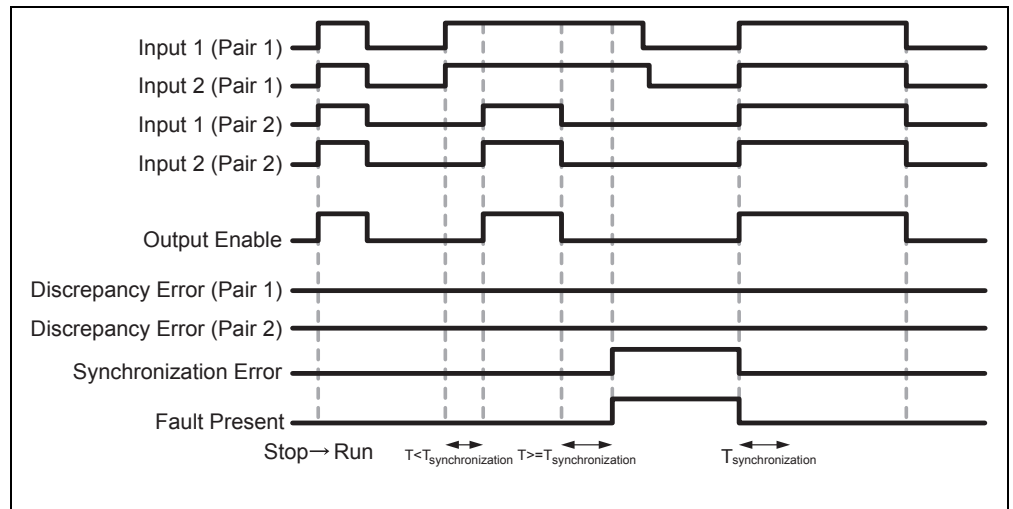 Input 1 (Pair 1)
Input 2 (Pair 1)
Input 1 (Pair 2)
Input 2 (Pair 2)
Output Enable
Discrepancy Error (Pair 1)
Discrepancy Error (Pair 2)
Synchronization Error
Fault Present
Stop→Run T<Tsynchronization T>=Tsynchronization Tsynchronization